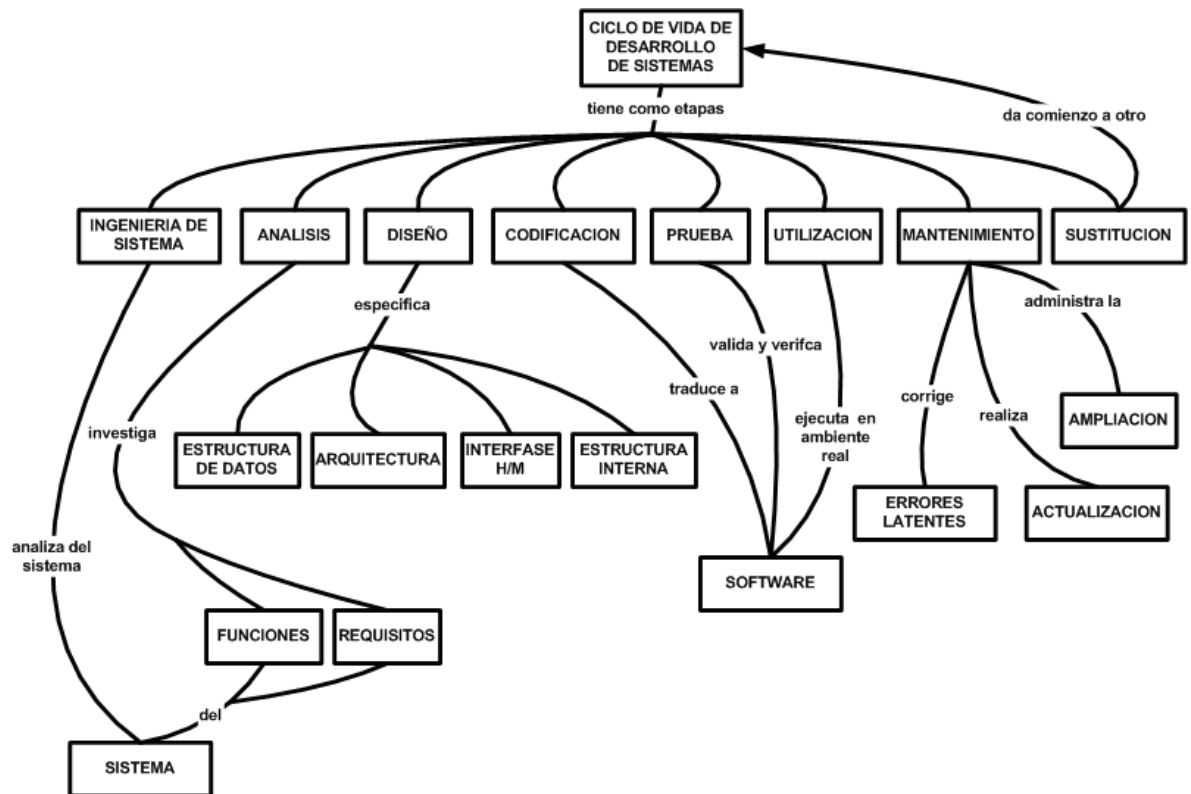 CICLO DE VIDA DE
DESARROLLO
DE SISTEMAS
tiene como etapas
da comienzo a otro
INGENIERIA DE
SISTEMA
ANALISIS
DISEÑO
CODIFICACION
PRUEBA
UTILIZACION
MANTENIMIENTO
SUSTITUCION
especifica
administra la
valida y verifca
traduce a
corrige
realiza
ejecuta en
ambiente
real
AMPLIACION
investiga
ESTRUCTURA
DE DATOS
ARQUITECTURA
INTERFASE
H/M
ESTRUCTURA
INTERNA
ERRORES
LATENTES
ACTUALIZACION
analiza del
sistema
SOFTWARE
FUNCIONES
REQUISITOS
del
SISTEMA